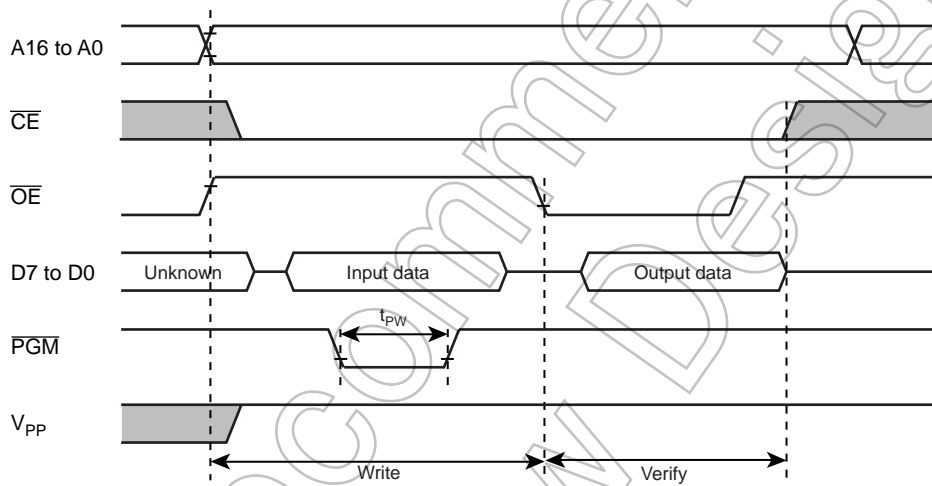 A16 to A0
CE
OE
D7 to D0 Unknown Input data Output data
tPW
PGM
VPP
Write Verify